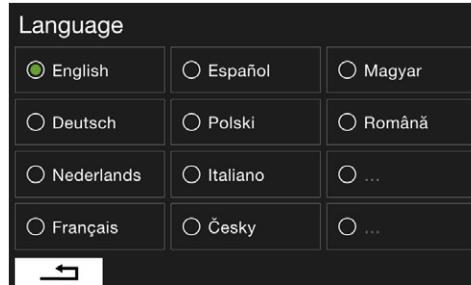 Language
English
Español
Magyar
Deutsch
Polski
Română
Nederlands
Italiano
...
Français
Česky
...